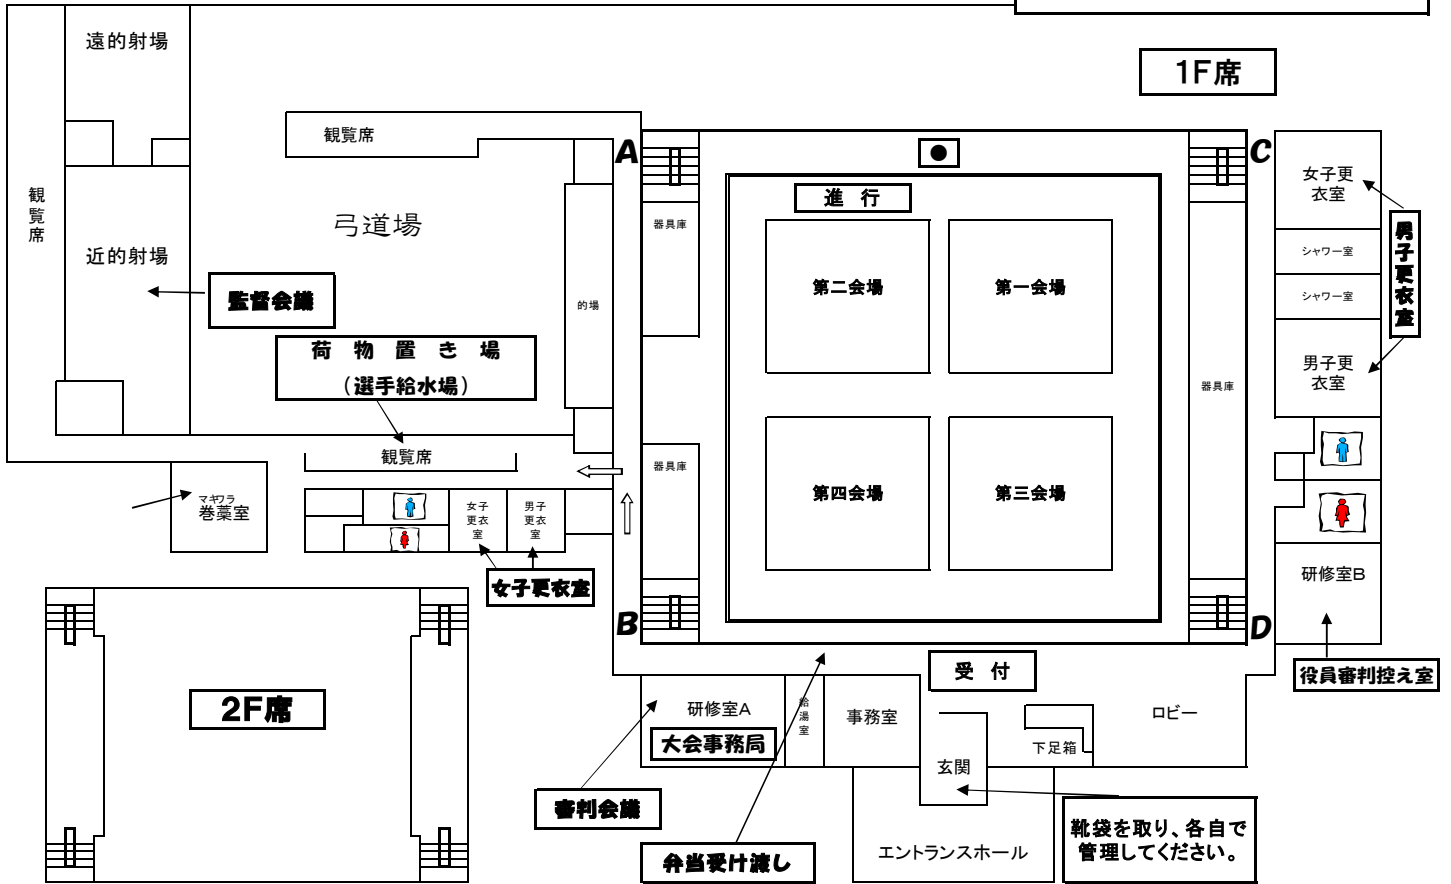 遠的射場
1F席
観覧席
A
C
●
女子更
衣室
進 行
観
覧
席
器具庫
弓道場
男
子
更
衣
室
近的射場
シャワー室
監督会議
第二会場
第一会場
シャワー室
的場
荷 物 置 き 場
(選手給水場)
男子更
衣室
器具庫
観覧席
器具庫
マキワラ
巻藁室
女子
更衣
室
男子
更衣
室
第四会場
第三会場
女子更衣室
研修室B
B
D
受 付
役員審判控え室
2F席
研修室A
給
湯
室
事務室
ロビー
大会事務局
下足箱
玄関
審判会議
靴袋を取り、各自で
管理してください。
弁当受け渡し
エントランスホール